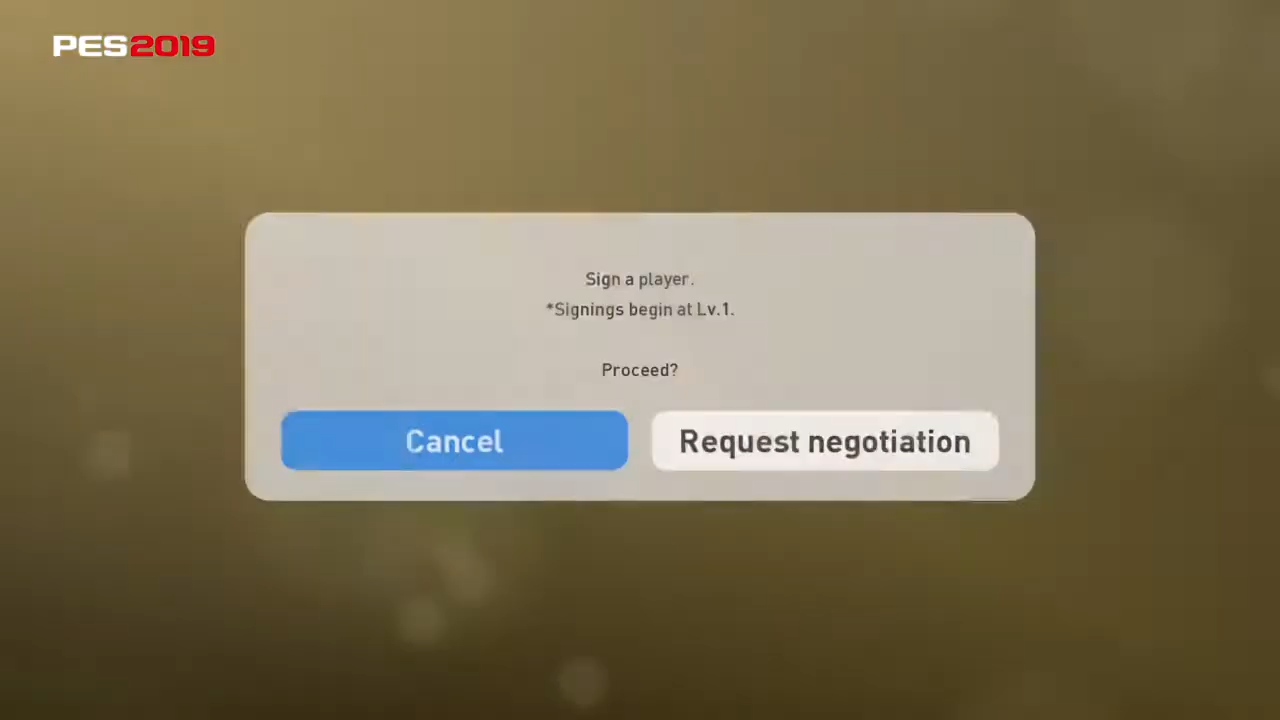 PES2019
Sign a player.
*Signings begin at Lv.1.
Proceed?
Cancel
Request negotiation